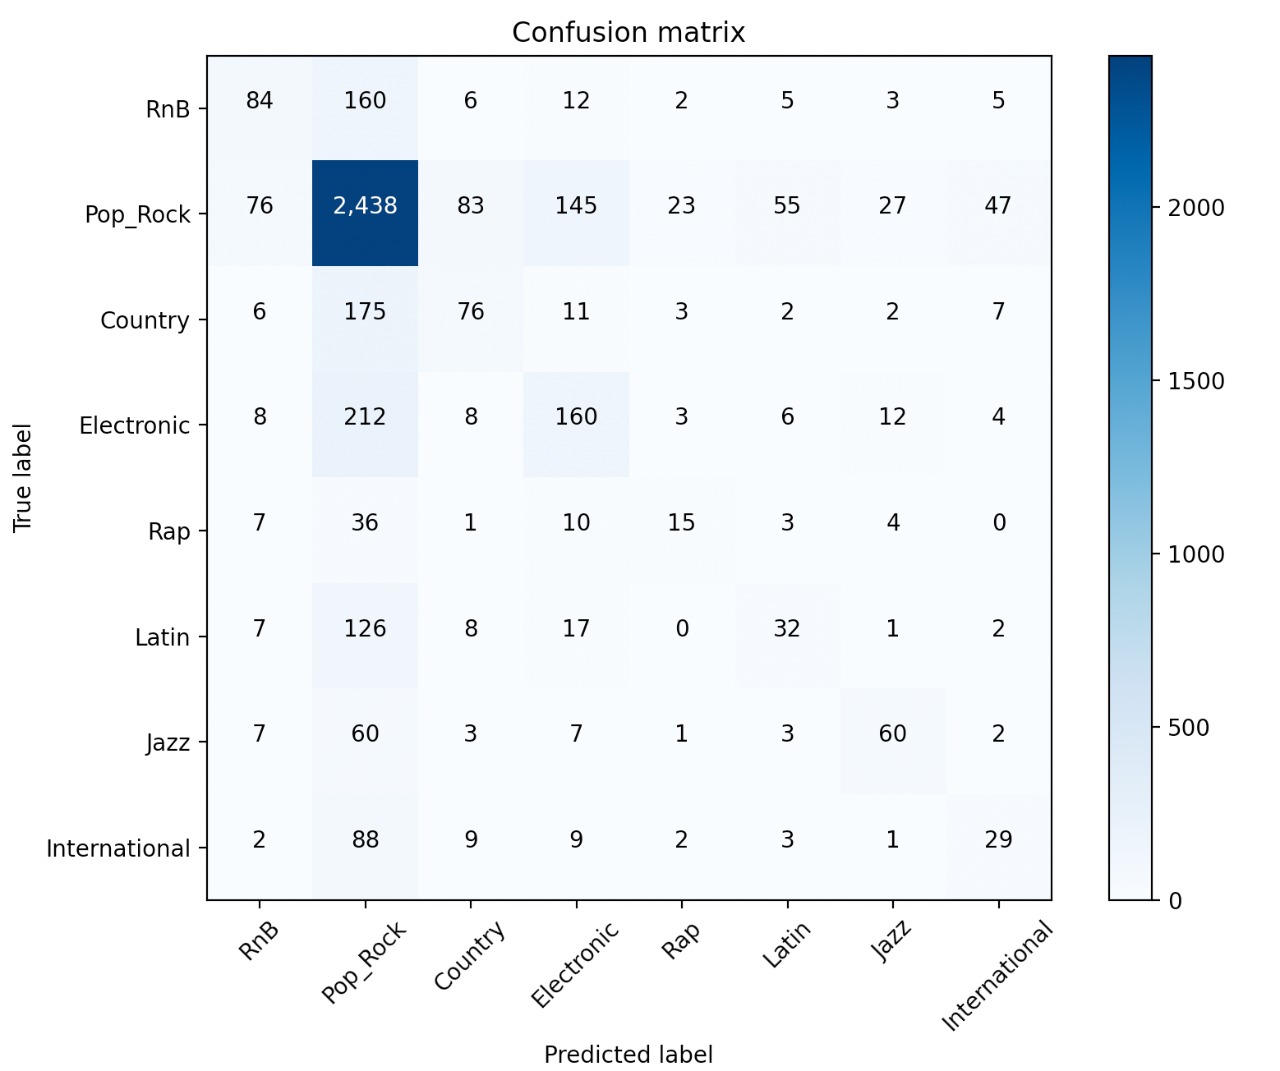 Confusion matrix
RnB 84 160 6 12 2 5 3 5
Pop_Rock 76 2,438 83 145 23 55 27 47
Country 6 175 76 11 3 2 2 7
Electronic 8 212 8 160 3 6 12 4
Rap 7 36 1 10 15 3 4 0
Latin 7 126 8 17 0 32 1 2
Jazz 7 60 3 7 1 3 60 2
International 2 88 9 9 2 3 1 29
True label
RnB Pop_Rock Country Electronic Rap Latin Jazz International
Predicted label
2000
1500
1000
500
0